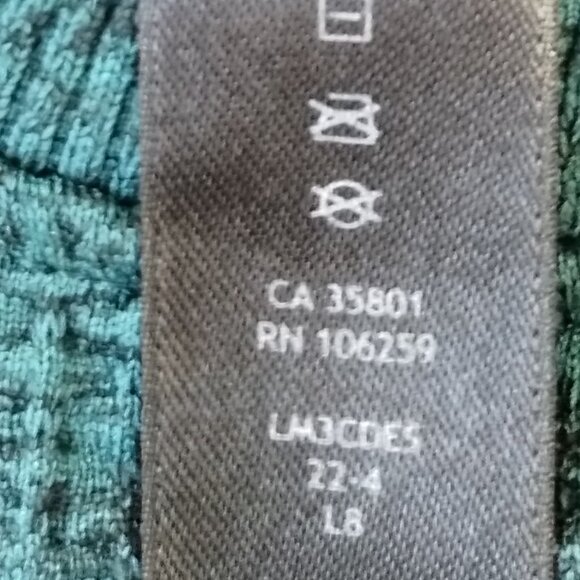 CA 35801
RN 106259
LM3CDES
22-4
L8